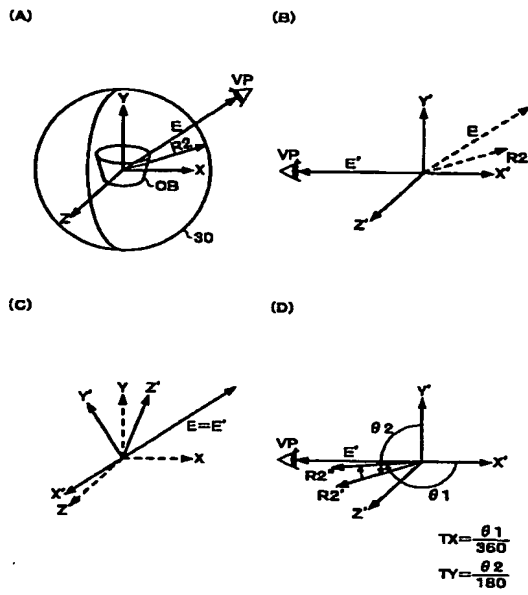 (A)
VP
Y
E
R2
X
OB
Z
30
(B)
Y'
E
VP
E'
R2
X'
Z'
(C)
Y'
Y
Z'
E=E'
X
X'
Z
(D)
Y'
VP
E'
θ2
X'
R2"
R2'
θ1
Z'
TX=θ1/360
TY=θ2/180